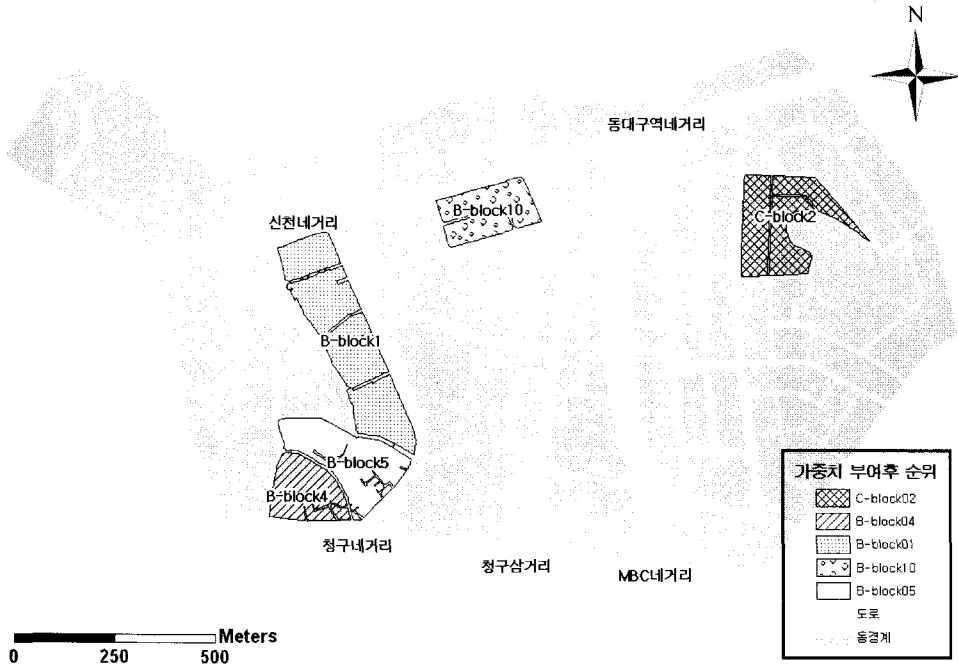 N
동대구역네거리
B-block10
C-block2
신천네거리
B-block1
B-block5
B-block4
청구네거리
청구삼거리
MBC네거리
가중치 부여후 순위
C-block02
B-block04
B-block01
B-block10
B-block05
도로
동경계
Meters
0 250 500